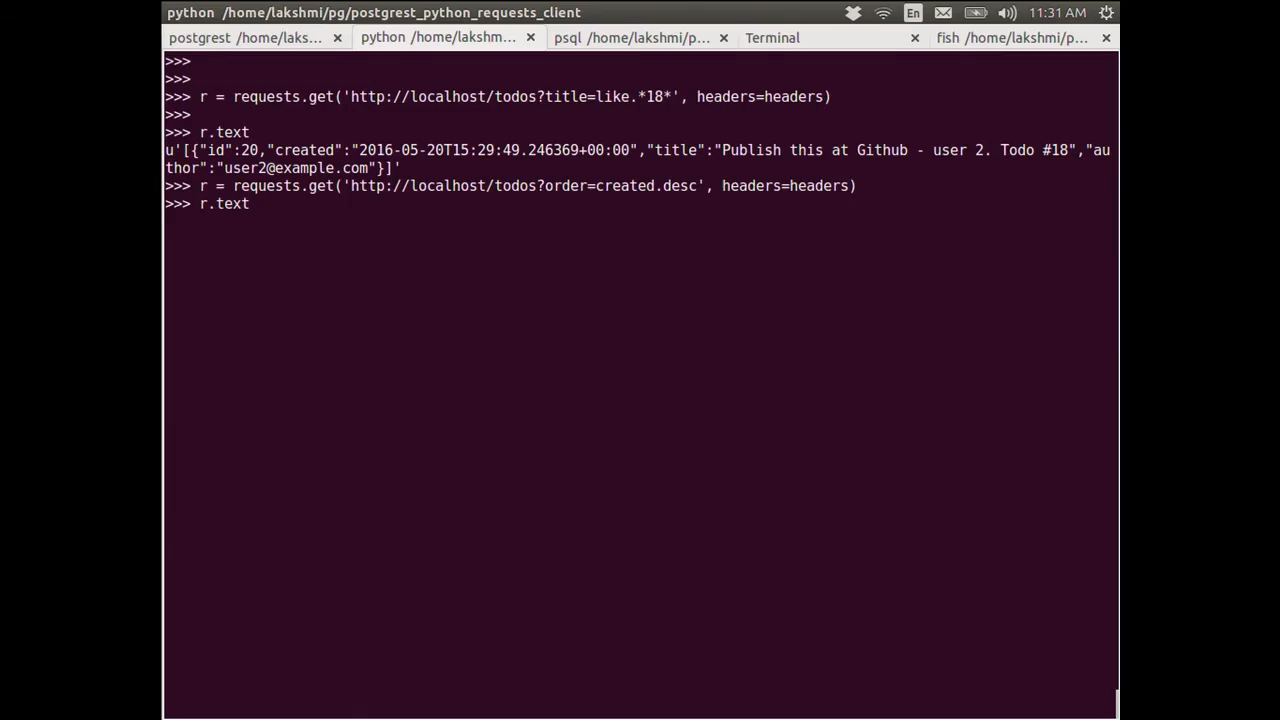 python /home/lakshmi/pg/postgrest_python_requests_client
En
11:31 AM
postgrest /home/laks...
python /home/lakshm...
psql /home/lakshmi/p...
Terminal
fish /home/lakshmi/p...
>>>
>>>
>>> r = requests.get('http://localhost/todos?title=like.*18*', headers=headers)
>>>
>>> r.text
u'[{"id":20,"created":"2016-05-20T15:29:49.246369+00:00","title":"Publish this at Github - user 2. Todo #18","au
thor":"user2@example.com"}]'
>>> r = requests.get('http://localhost/todos?order=created.desc', headers=headers)
>>> r.text